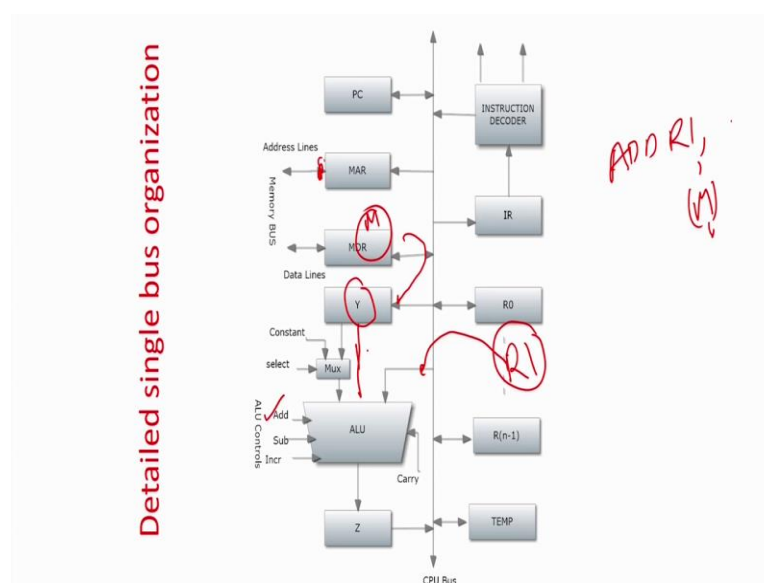 Detailed single bus organization
PC
INSTRUCTION
DECODER
Address Lines
MAR
Memory BUS
IR
MDR
M
Data Lines
Y
R0
Constant
select
Mux
R1
ALU Controls
Add
Sub
Incr
ALU
Carry
R(n-1)
Z
TEMP
CPU Bus
ADD R1,
(M)